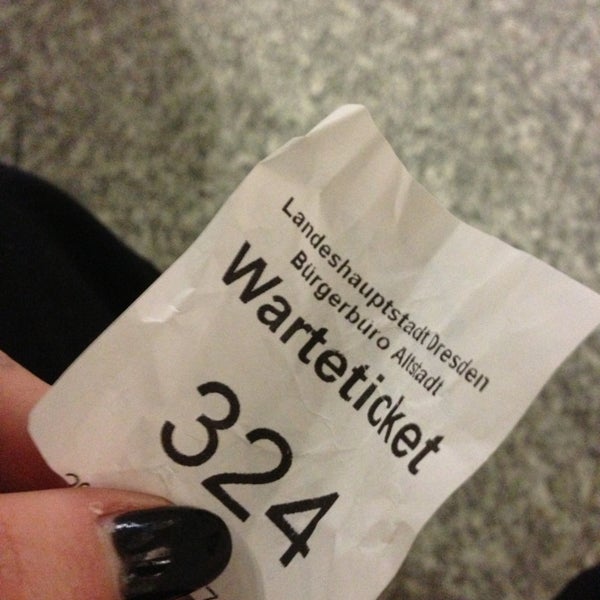 Landeshauptstadt Dresden
Bürgerbüro Altstadt
Warteticket
324